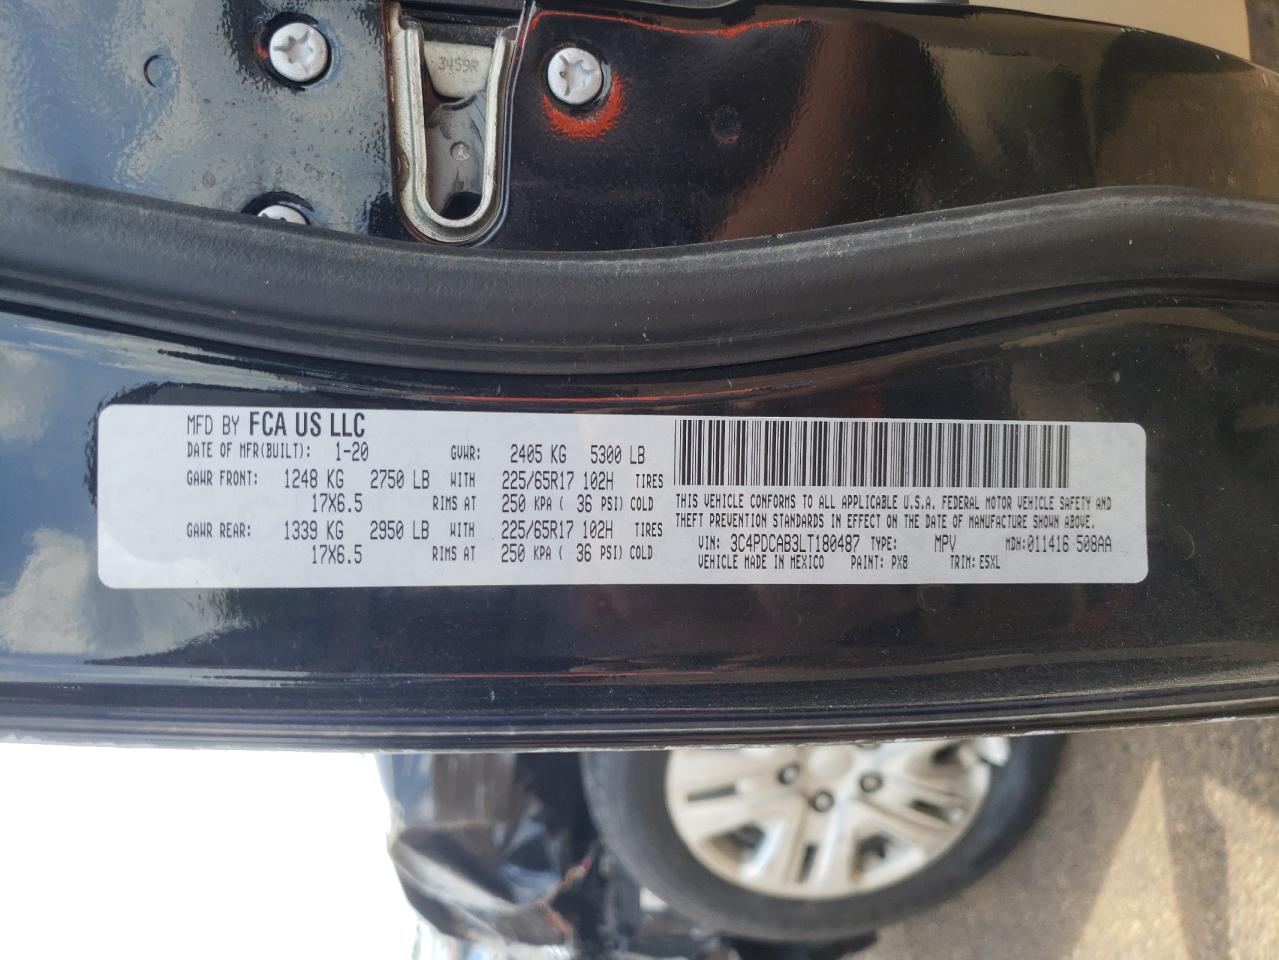 3459R
MFD BY FCA US LLC
DATE OF MFR(BUILT): 1-20 GVWR: 2405 KG 5300 LB
GAWR FRONT: 1248 KG 2750 LB WITH 225/65R17 102H TIRES
17X6.5 RIMS AT 250 KPA ( 36 PSI) COLD
GAWR REAR: 1339 KG 2950 LB WITH 225/65R17 102H TIRES
17X6.5 RIMS AT 250 KPA ( 36 PSI) COLD
THIS VEHICLE CONFORMS TO ALL APPLICABLE U.S.A. FEDERAL MOTOR VEHICLE SAFETY AND
THEFT PREVENTION STANDARDS IN EFFECT ON THE DATE OF MANUFACTURE SHOWN ABOVE.
VIN: 3C4PDCAB3LT180487 TYPE: MPV MDH:011416 508AA
VEHICLE MADE IN MEXICO PAINT: PX8 TRIM: E5XL